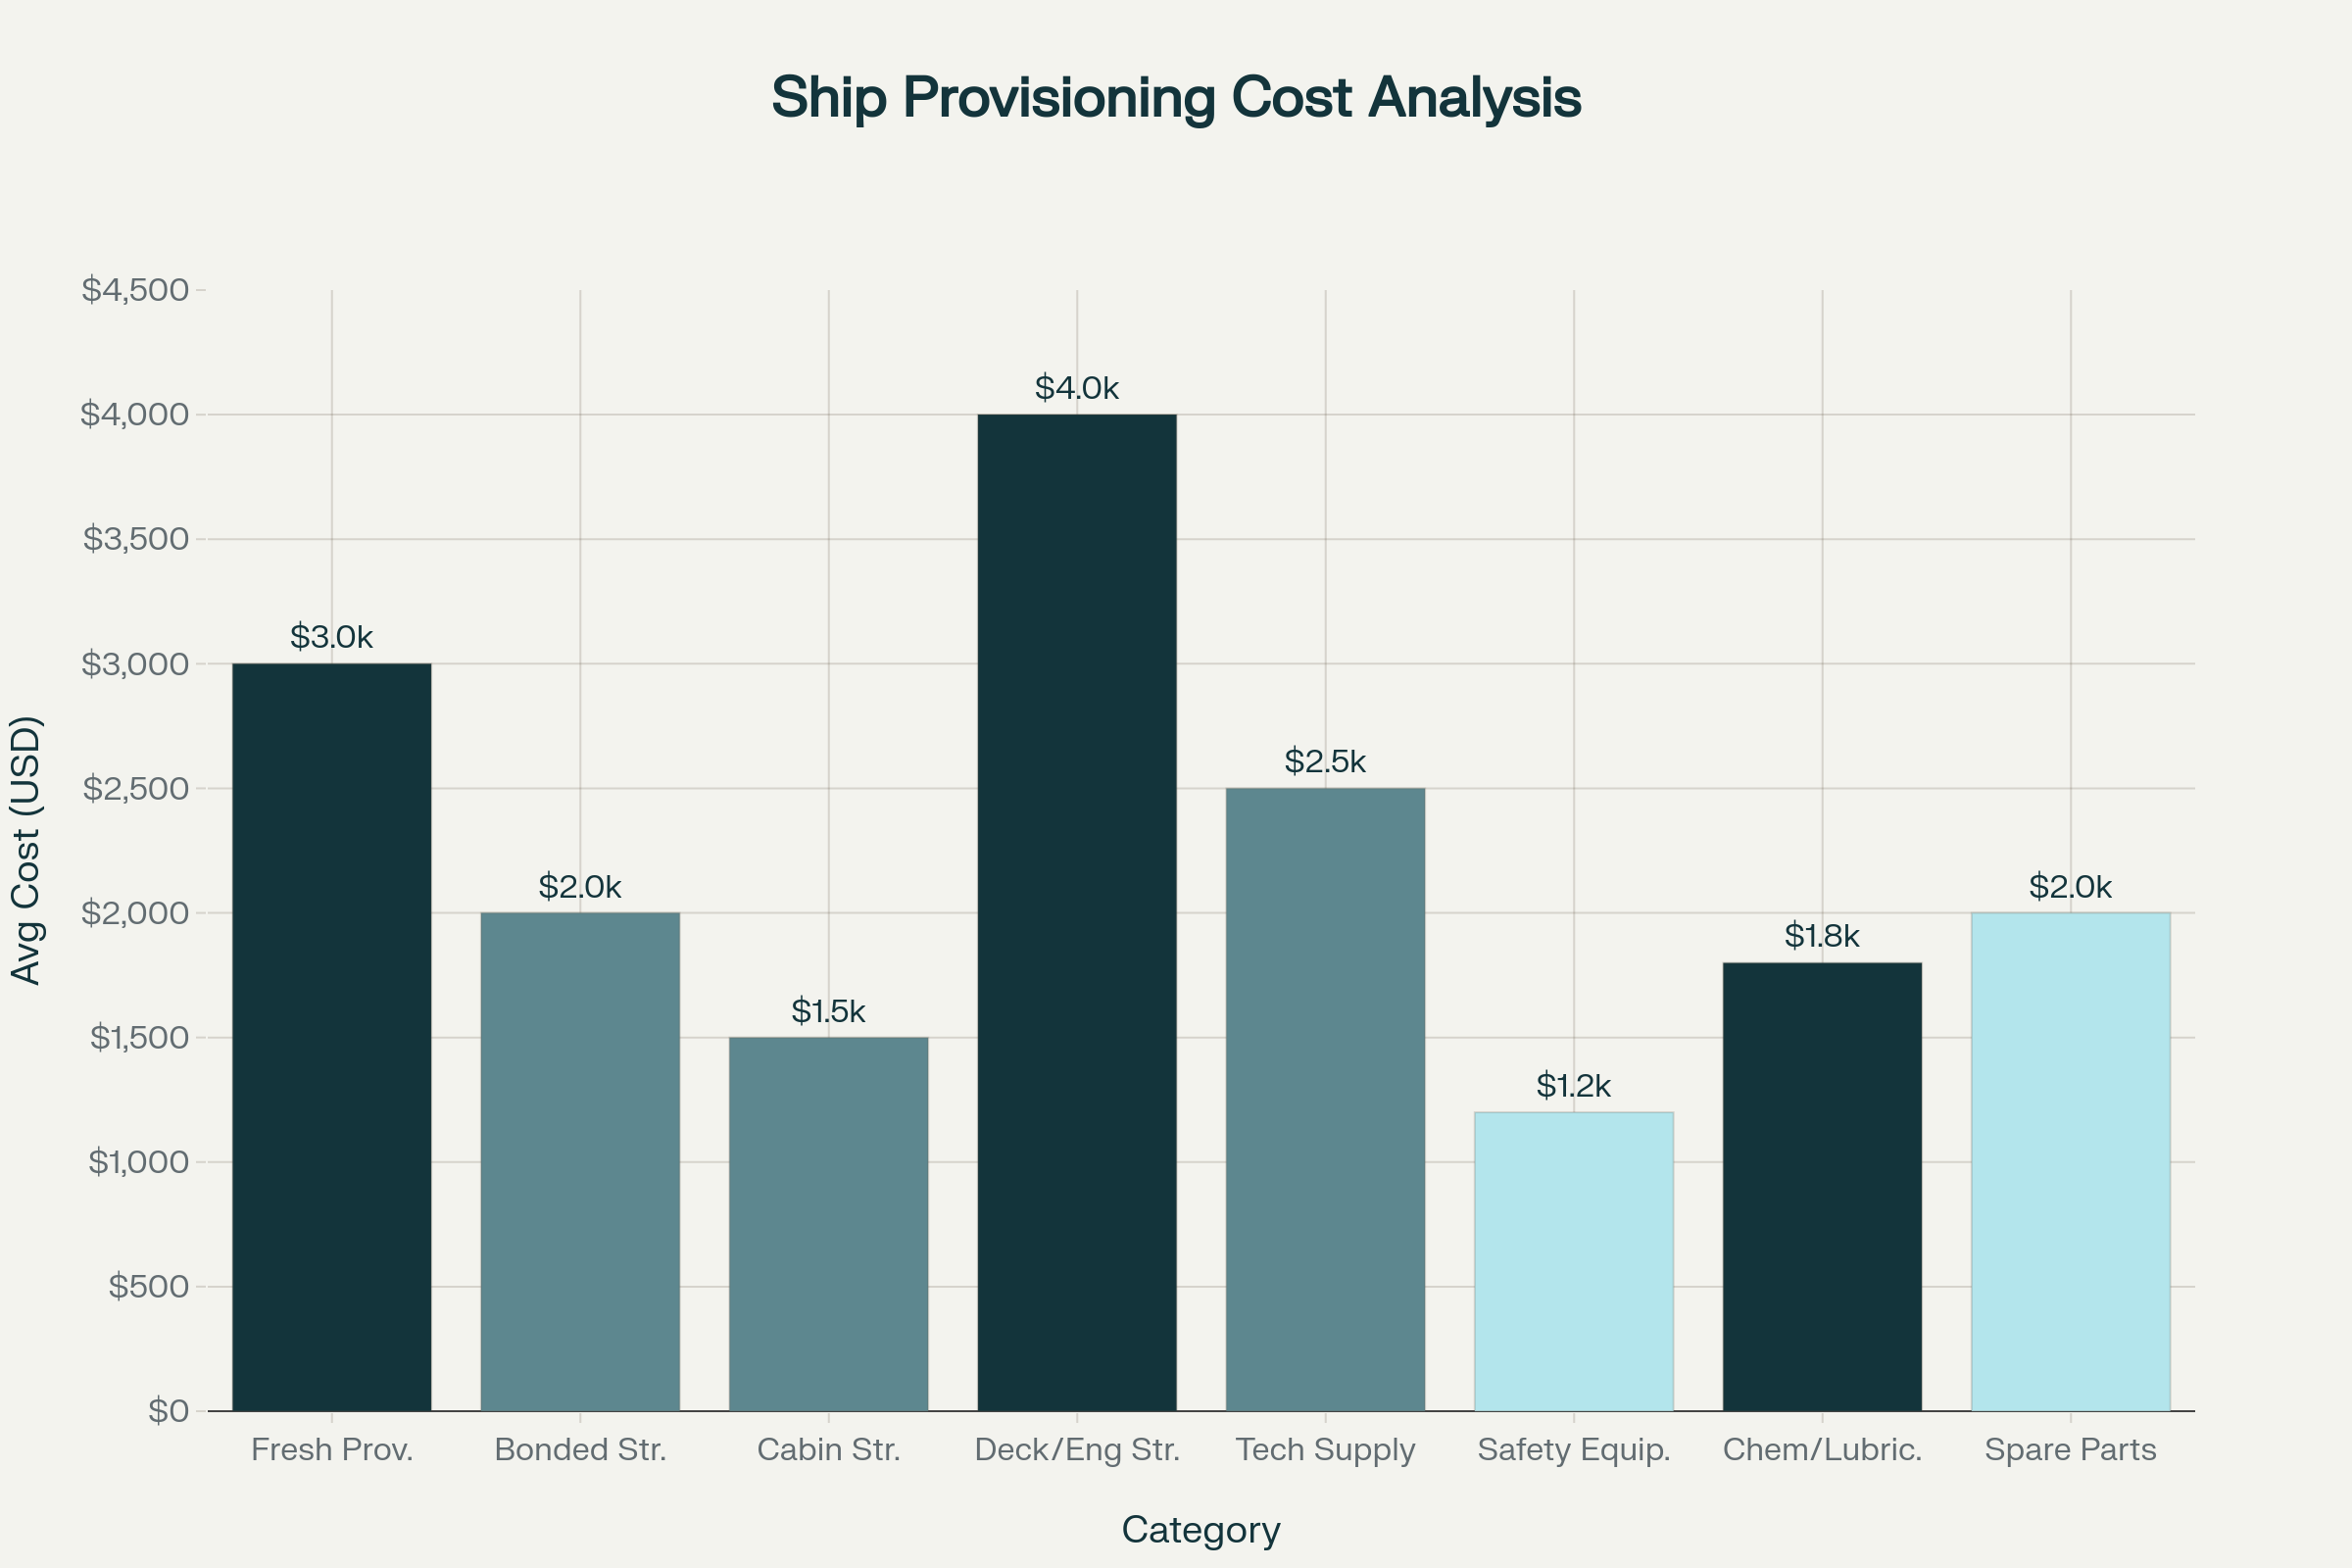 Ship Provisioning Cost Analysis
$4,500
$4,000
$3,500
$3,000
$2,500
$2,000
$1,500
$1,000
$500
$0
Avg Cost (USD)
$3.0k
$2.0k
$1.5k
$4.0k
$2.5k
$1.2k
$1.8k
$2.0k
Fresh Prov.
Bonded Str.
Cabin Str.
Deck/Eng Str.
Tech Supply
Safety Equip.
Chem/Lubric.
Spare Parts
Category